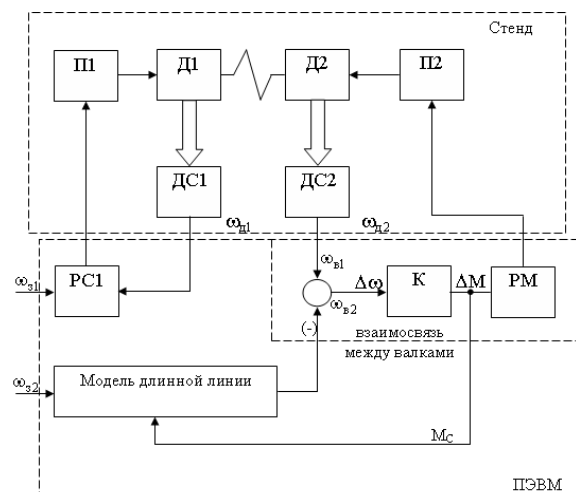 Стенд
П1
Д1
Д2
П2
ДС1
ДС2
ωд1
ωд2
РС1
ωз1
ωв1
Δω
ωв2
(-)
К
ΔМ
РМ
взаимосвязь
между валками
ωз2
Модель длинной линии
МС
ПЭВМ